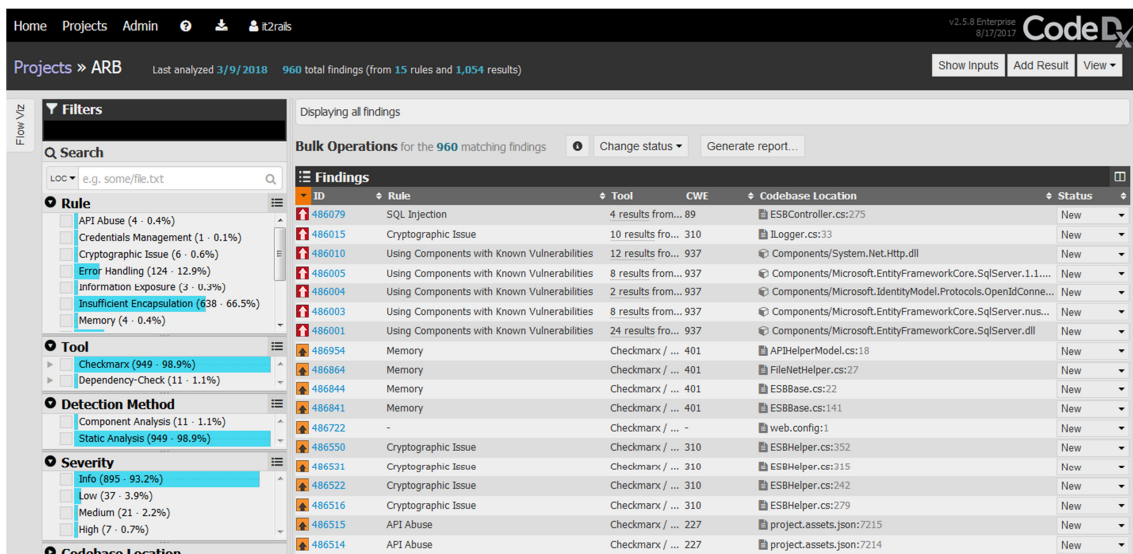 Home Projects Admin it2rails
v2.5.8 Enterprise
8/17/2017
Code Dx
Projects » ARB Last analyzed 3/9/2018 960 total findings (from 15 rules and 1,054 results)
Show Inputs Add Result View
Flow Viz
Filters
Search
LOC e.g. some/file.txt
Rule
API Abuse (4 · 0.4%)
Credentials Management (1 · 0.1%)
Cryptographic Issue (6 · 0.6%)
Error Handling (124 · 12.9%)
Information Exposure (3 · 0.3%)
Insufficient Encapsulation (638 · 66.5%)
Memory (4 · 0.4%)
Tool
Checkmarx (949 · 98.9%)
Dependency-Check (11 · 1.1%)
Detection Method
Component Analysis (11 · 1.1%)
Static Analysis (949 · 98.9%)
Severity
Info (895 · 93.2%)
Low (37 · 3.9%)
Medium (21 · 2.2%)
High (7 · 0.7%)
Codebase Location
Displaying all findings
Bulk Operations for the 960 matching findings Change status Generate report...
Findings
ID Rule Tool CWE Codebase Location Status
486079 SQL Injection 4 results from... 89 ESBController.cs:275 New
486015 Cryptographic Issue 10 results fro... 310 ILogger.cs:33 New
486010 Using Components with Known Vulnerabilities 12 results fro... 937 Components/System.Net.Http.dll New
486005 Using Components with Known Vulnerabilities 8 results from... 937 Components/Microsoft.EntityFrameworkCore.SqlServer.1.1.... New
486004 Using Components with Known Vulnerabilities 2 results from... 937 Components/Microsoft.IdentityModel.Protocols.OpenIdConne... New
486003 Using Components with Known Vulnerabilities 8 results from... 937 Components/Microsoft.EntityFrameworkCore.SqlServer.nus... New
486001 Using Components with Known Vulnerabilities 24 results fro... 937 Components/Microsoft.EntityFrameworkCore.SqlServer.dll New
486954 Memory Checkmarx / ... 401 APIHelperModel.cs:18 New
486864 Memory Checkmarx / ... 401 FileNetHelper.cs:27 New
486844 Memory Checkmarx / ... 401 ESBBase.cs:22 New
486841 Memory Checkmarx / ... 401 ESBBase.cs:141 New
486722 - Checkmarx / ... - web.config:1 New
486550 Cryptographic Issue Checkmarx / ... 310 ESBHelper.cs:352 New
486531 Cryptographic Issue Checkmarx / ... 310 ESBHelper.cs:315 New
486522 Cryptographic Issue Checkmarx / ... 310 ESBHelper.cs:242 New
486516 Cryptographic Issue Checkmarx / ... 310 ESBHelper.cs:279 New
486515 API Abuse Checkmarx / ... 227 project.assets.json:7215 New
486514 API Abuse Checkmarx / ... 227 project.assets.json:7214 New